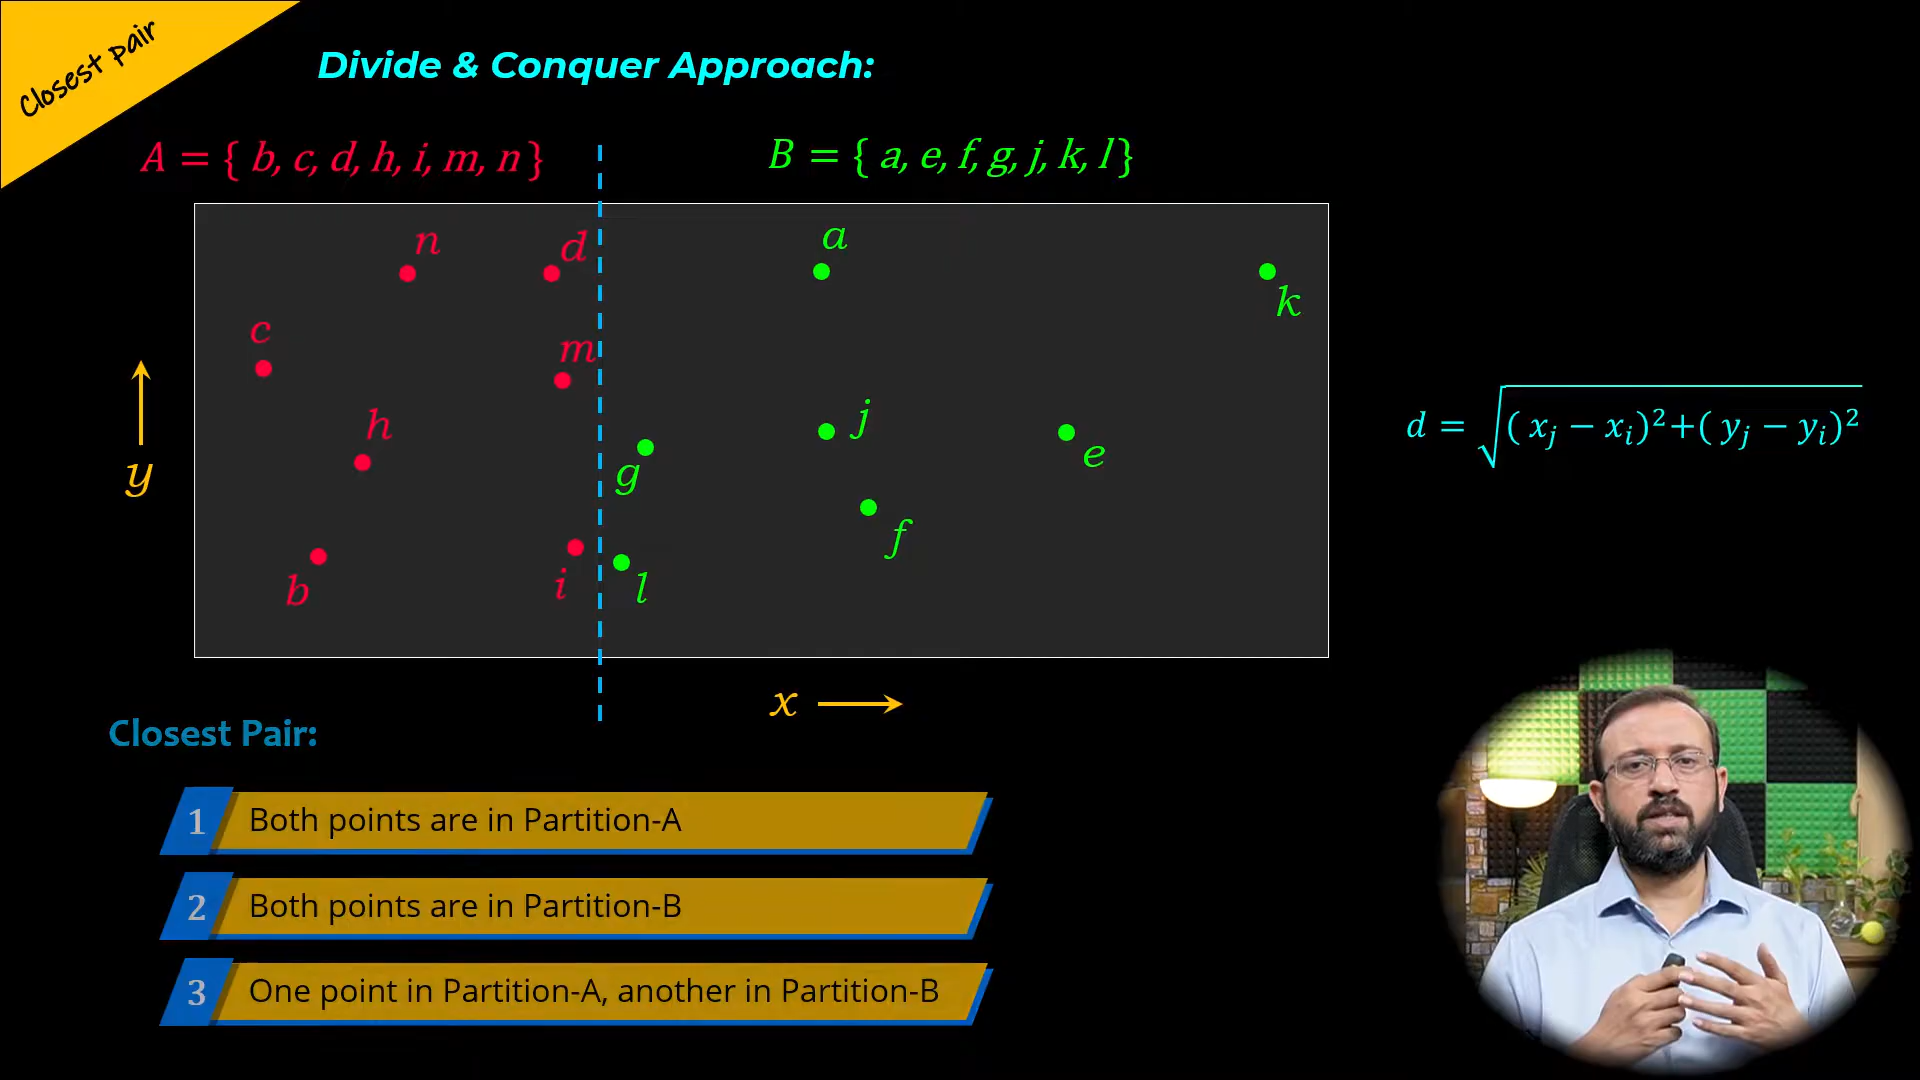 Closest pair
Divide & Conquer Approach:
A = { b, c, d, h, i, m, n }
B = { a, e, f, g, j, k, l }
n
d
a
k
c
m
h
j
e
g
f
b
i
l
y
x
d = √( xⱼ − xᵢ)²+( yⱼ − yᵢ)²
Closest Pair:
1 Both points are in Partition-A
2 Both points are in Partition-B
3 One point in Partition-A, another in Partition-B